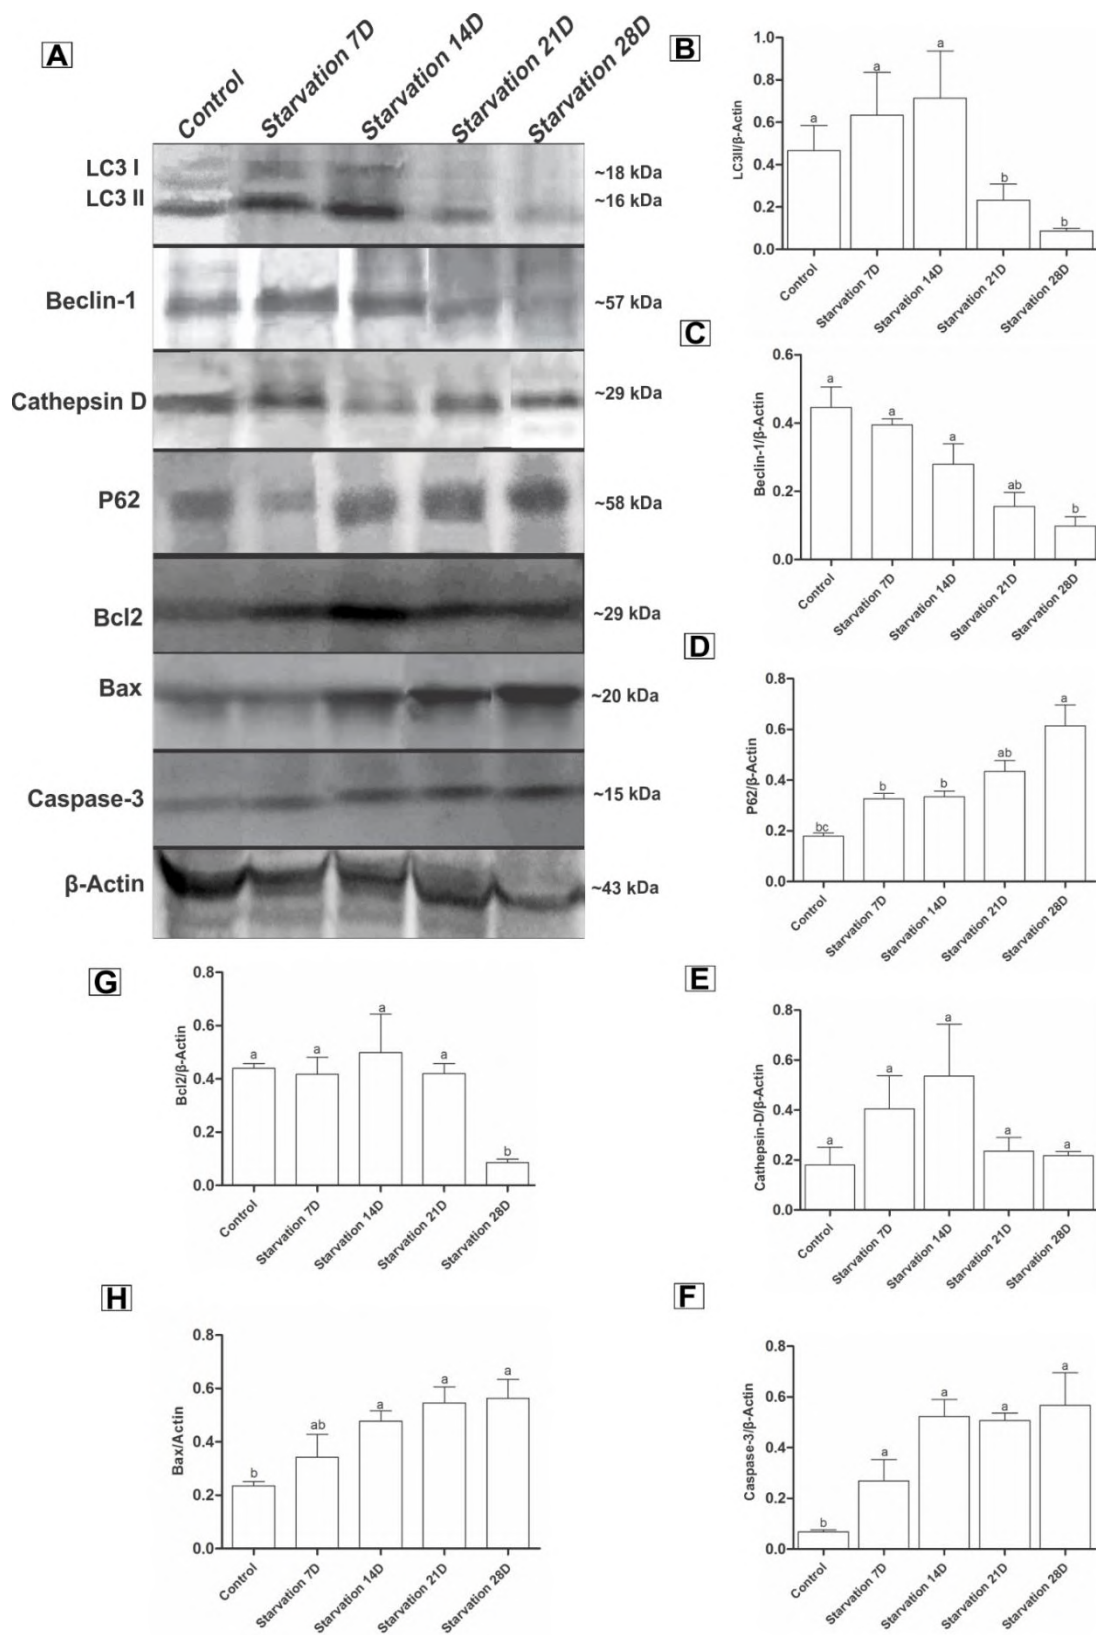 A
Control
Starvation 7D
Starvation 14D
Starvation 21D
Starvation 28D
LC3 I
~18 kDa
LC3 II
~16 kDa
Beclin-1
~57 kDa
Cathepsin D
~29 kDa
P62
~58 kDa
Bcl2
~29 kDa
Bax
~20 kDa
Caspase-3
~15 kDa
β-Actin
~43 kDa
B
LC3II/β-Actin
1.0
0.8
0.6
0.4
0.2
0.0
a
a
a
b
b
Control
Starvation 7D
Starvation 14D
Starvation 21D
Starvation 28D
C
Beclin-1/β-Actin
0.6
0.4
0.2
0.0
a
a
a
ab
b
Control
Starvation 7D
Starvation 14D
Starvation 21D
Starvation 28D
D
P62/β-Actin
0.8
0.6
0.4
0.2
0.0
bc
b
b
ab
a
Control
Starvation 7D
Starvation 14D
Starvation 21D
Starvation 28D
G
Bcl2/β-Actin
0.8
0.6
0.4
0.2
0.0
a
a
a
a
b
Control
Starvation 7D
Starvation 14D
Starvation 21D
Starvation 28D
E
Cathepsin-D/β-Actin
0.8
0.6
0.4
0.2
0.0
a
a
a
a
a
Control
Starvation 7D
Starvation 14D
Starvation 21D
Starvation 28D
H
Bax/Actin
0.8
0.6
0.4
0.2
0.0
b
ab
a
a
a
Control
Starvation 7D
Starvation 14D
Starvation 21D
Starvation 28D
F
Caspase-3/β-Actin
0.8
0.6
0.4
0.2
0.0
b
a
a
a
a
Control
Starvation 7D
Starvation 14D
Starvation 21D
Starvation 28D